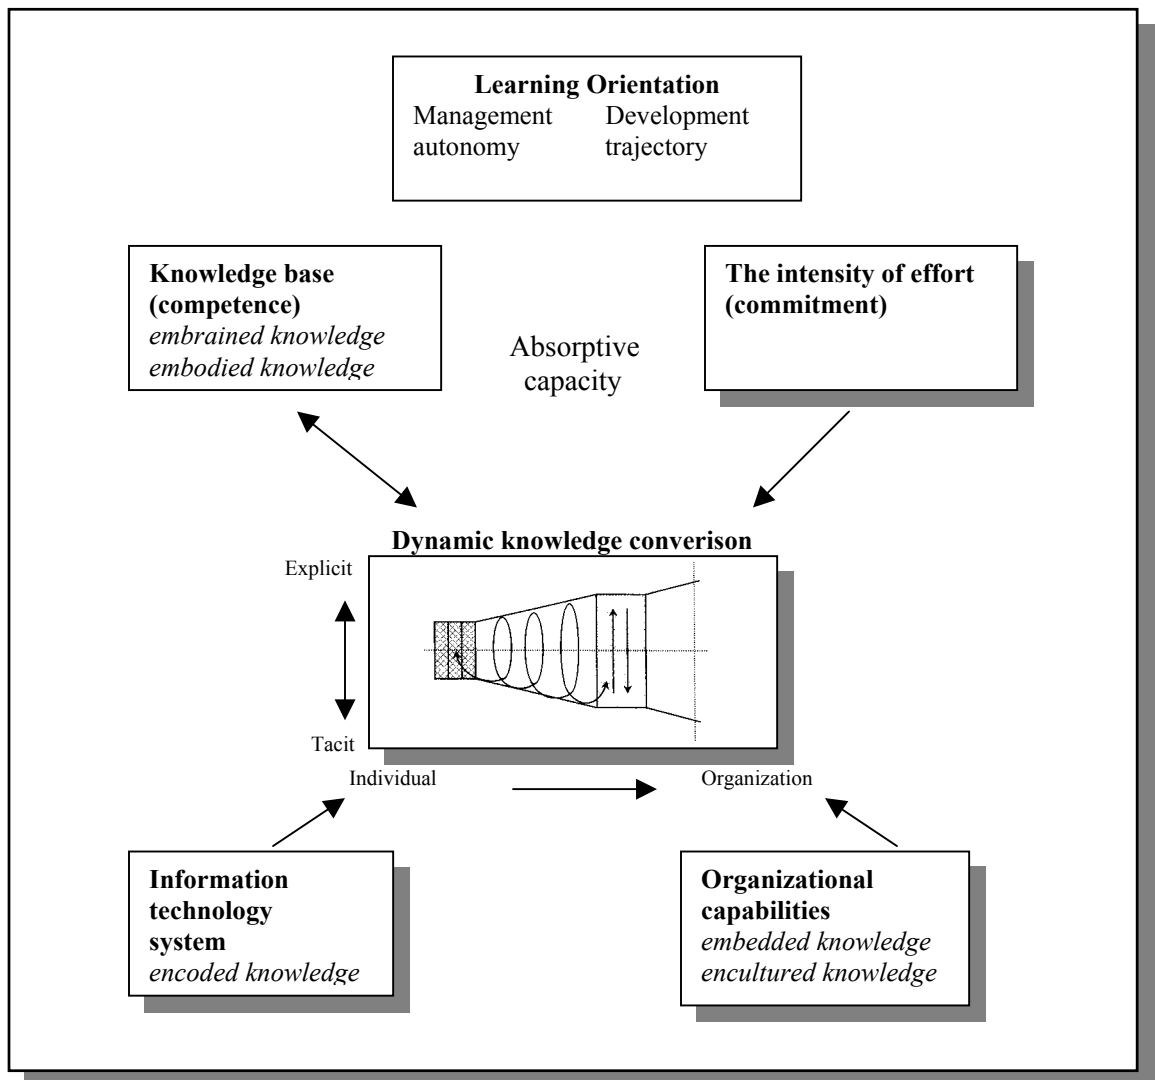 Learning Orientation
Management Development
autonomy trajectory
Knowledge base
(competence)
embrained knowledge
embodied knowledge
The intensity of effort
(commitment)
Absorptive
capacity
Dynamic knowledge converison
Explicit
Tacit
Individual
Organization
Information
technology
system
encoded knowledge
Organizational
capabilities
embedded knowledge
encultured knowledge